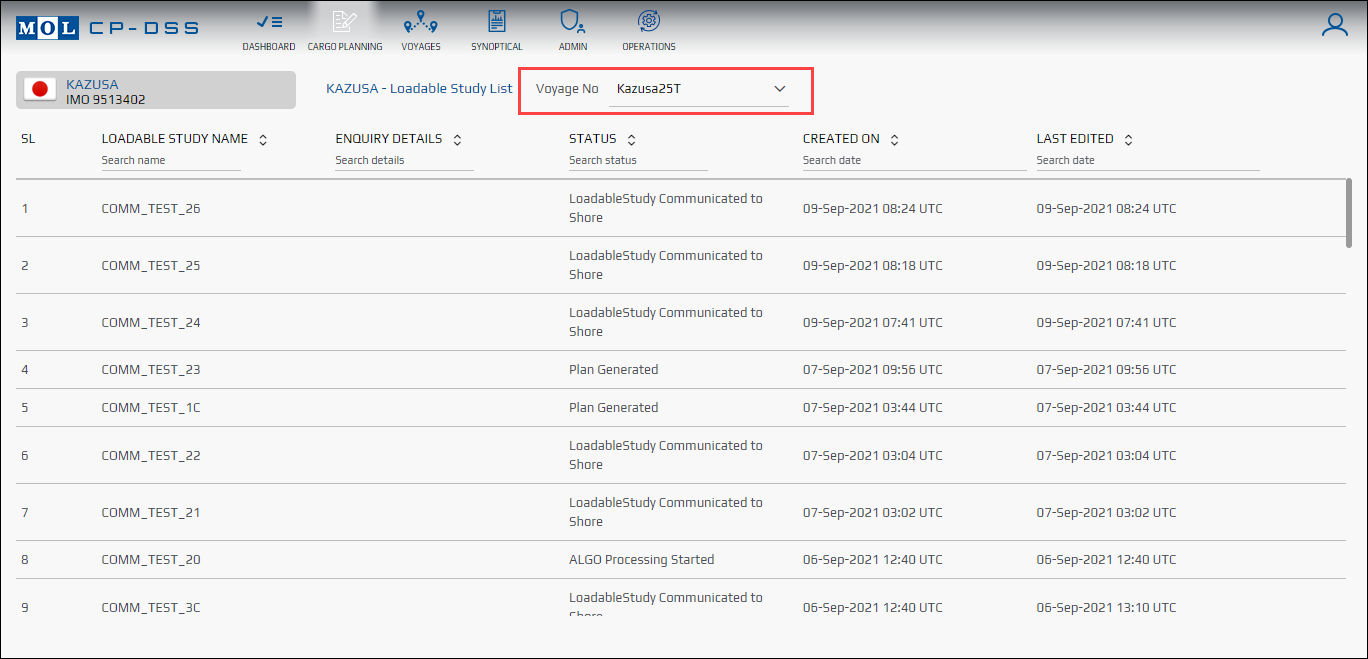 MOL CP-DSS
DASHBOARD CARGO PLANNING VOYAGES SYNOPTICAL ADMIN OPERATIONS
KAZUSA
IMO 9513402
KAZUSA - Loadable Study List Voyage No Kazusa25T
SL LOADABLE STUDY NAME ENQUIRY DETAILS STATUS CREATED ON LAST EDITED
Search name Search details Search status Search date Search date
1 COMM_TEST_26 LoadableStudy Communicated to Shore 09-Sep-2021 08:24 UTC 09-Sep-2021 08:24 UTC
2 COMM_TEST_25 LoadableStudy Communicated to Shore 09-Sep-2021 08:18 UTC 09-Sep-2021 08:18 UTC
3 COMM_TEST_24 LoadableStudy Communicated to Shore 09-Sep-2021 07:41 UTC 09-Sep-2021 07:41 UTC
4 COMM_TEST_23 Plan Generated 07-Sep-2021 09:56 UTC 07-Sep-2021 09:56 UTC
5 COMM_TEST_1C Plan Generated 07-Sep-2021 03:44 UTC 07-Sep-2021 03:44 UTC
6 COMM_TEST_22 LoadableStudy Communicated to Shore 07-Sep-2021 03:04 UTC 07-Sep-2021 03:04 UTC
7 COMM_TEST_21 LoadableStudy Communicated to Shore 07-Sep-2021 03:02 UTC 07-Sep-2021 03:02 UTC
8 COMM_TEST_20 ALGO Processing Started 06-Sep-2021 12:40 UTC 06-Sep-2021 12:40 UTC
9 COMM_TEST_3C LoadableStudy Communicated to Shore 06-Sep-2021 12:40 UTC 06-Sep-2021 13:10 UTC